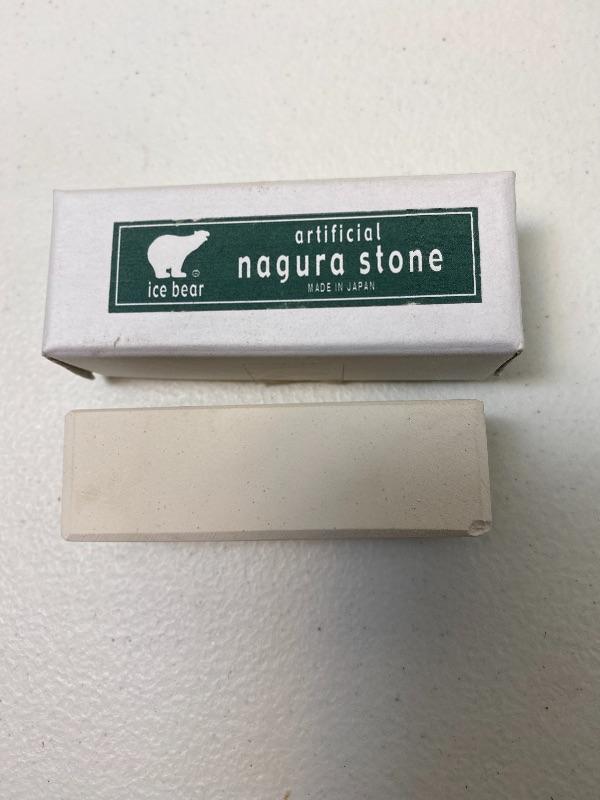 artificial
nagura stone
MADE IN JAPAN
ice bear